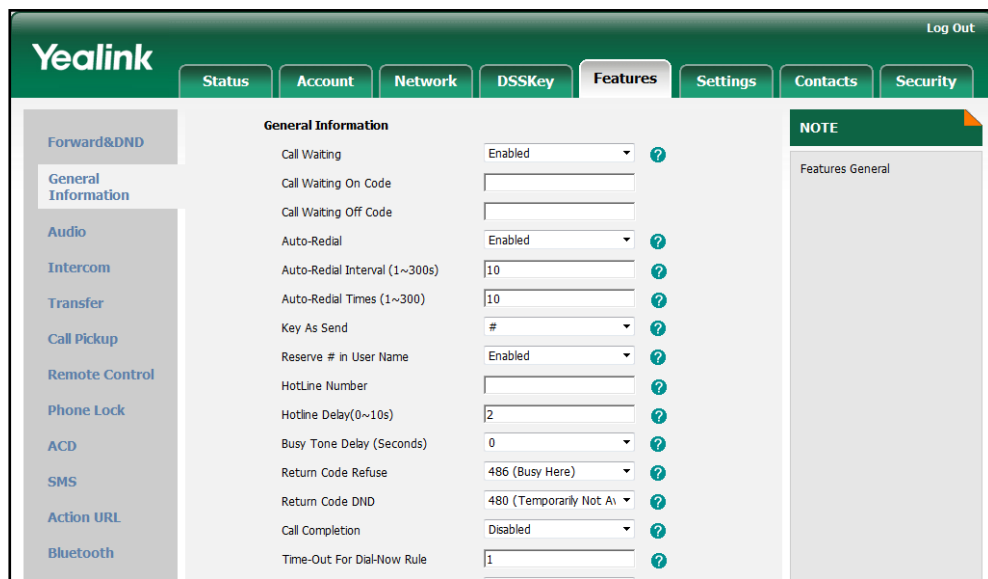 Log Out
Yealink
Status Account Network DSSKey Features Settings Contacts Security
Forward&DND
General
Information
Audio
Intercom
Transfer
Call Pickup
Remote Control
Phone Lock
ACD
SMS
Action URL
Bluetooth
General Information
Call Waiting Enabled ?
Call Waiting On Code
Call Waiting Off Code
Auto-Redial Enabled ?
Auto-Redial Interval (1~300s) 10 ?
Auto-Redial Times (1~300) 10 ?
Key As Send # ?
Reserve # in User Name Enabled ?
HotLine Number ?
Hotline Delay(0~10s) 2 ?
Busy Tone Delay (Seconds) 0 ?
Return Code Refuse 486 (Busy Here) ?
Return Code DND 480 (Temporarily Not Av ?
Call Completion Disabled ?
Time-Out For Dial-Now Rule 1 ?
NOTE
Features General